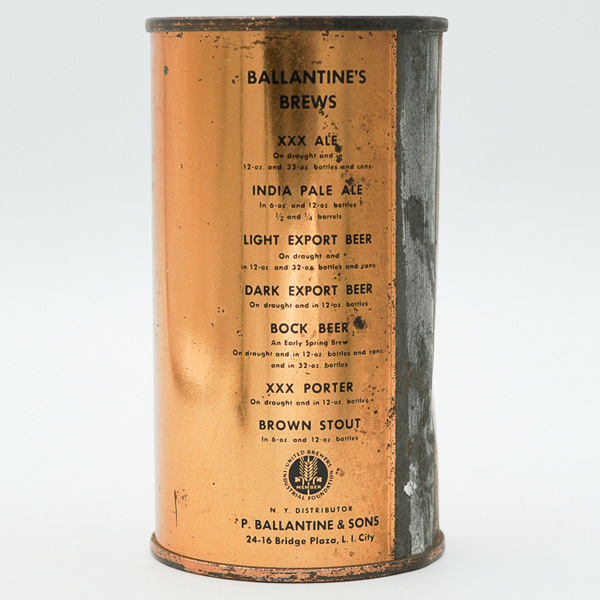 BALLANTINE'S
BREWS
XXX ALE
On draught and in
12-oz. and 32-oz. bottles and cans
INDIA PALE ALE
In 6-oz. and 12-oz. bottles
½ and ¼ barrels
LIGHT EXPORT BEER
On draught and
in 12-oz. and 32-oz. bottles and cans
DARK EXPORT BEER
On draught and in 12-oz. bottles
BOCK BEER
An Early Spring Brew
On draught and in 12-oz. bottles and cans
and in 32-oz. bottles
XXX PORTER
On draught and in 12-oz. bottles
BROWN STOUT
In 6-oz. and 12-oz. bottles
UNITED BREWERS
INDUSTRIAL FOUNDATION
MEMBER
N. Y. DISTRIBUTOR
P. BALLANTINE & SONS
24-16 Bridge Plaza, L. I. City